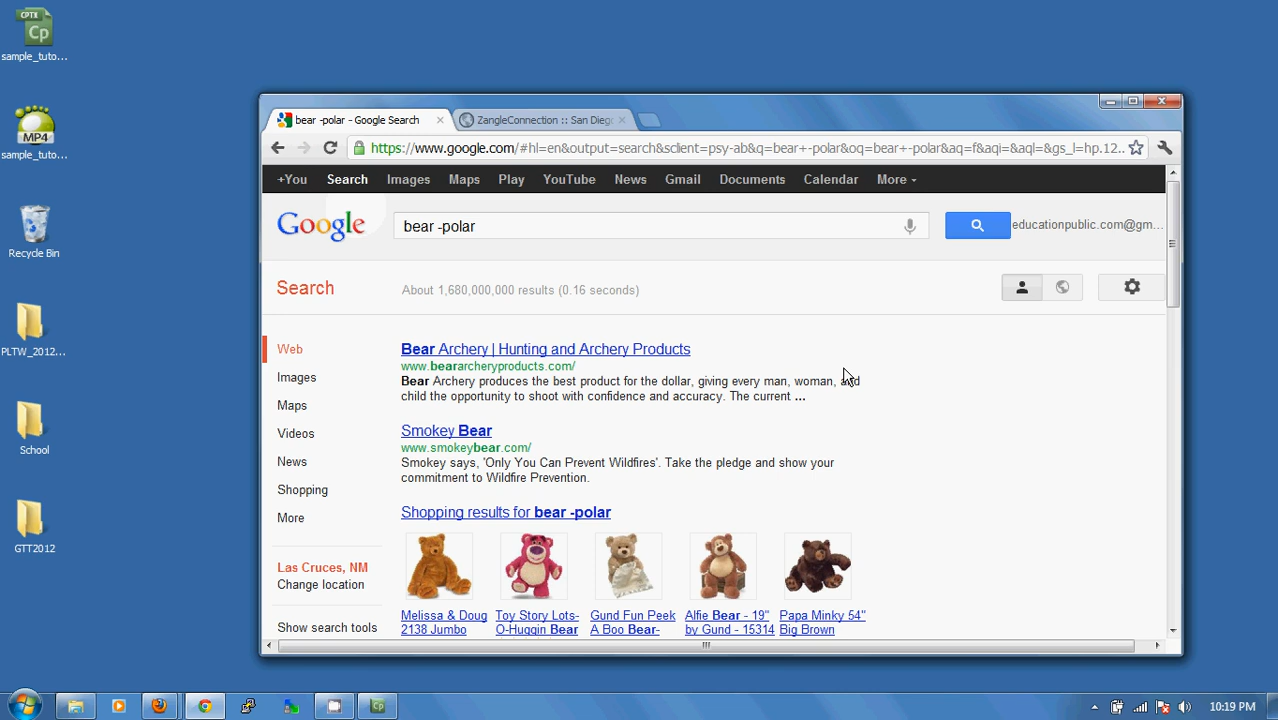 CPTX
Cp
sample_tuto...
MP4
sample_tuto...
Recycle Bin
PLTW_2012...
School
GTT2012
bear -polar - Google Search
ZangleConnection :: San Dieg
https://www.google.com/#hl=en&output=search&sclient=psy-ab&q=bear+-polar&oq=bear+-polar&aq=f&aqi=&aql=&gs_l=hp.12..
+You Search Images Maps Play YouTube News Gmail Documents Calendar More
Google
bear -polar
educationpublic.com@gm...
Search
About 1,680,000,000 results (0.16 seconds)
Web
Images
Maps
Videos
News
Shopping
More
Las Cruces, NM
Change location
Show search tools
Bear Archery | Hunting and Archery Products
www.beararcheryproducts.com/
Bear Archery produces the best product for the dollar, giving every man, woman, and
child the opportunity to shoot with confidence and accuracy. The current ...
Smokey Bear
www.smokeybear.com/
Smokey says, 'Only You Can Prevent Wildfires'. Take the pledge and show your
commitment to Wildfire Prevention.
Shopping results for bear -polar
Melissa & Doug
2138 Jumbo
Toy Story Lots-
O-Huggin Bear
Gund Fun Peek
A Boo Bear-
Alfie Bear - 19"
by Gund - 15314
Papa Minky 54"
Big Brown
Cp
10:19 PM